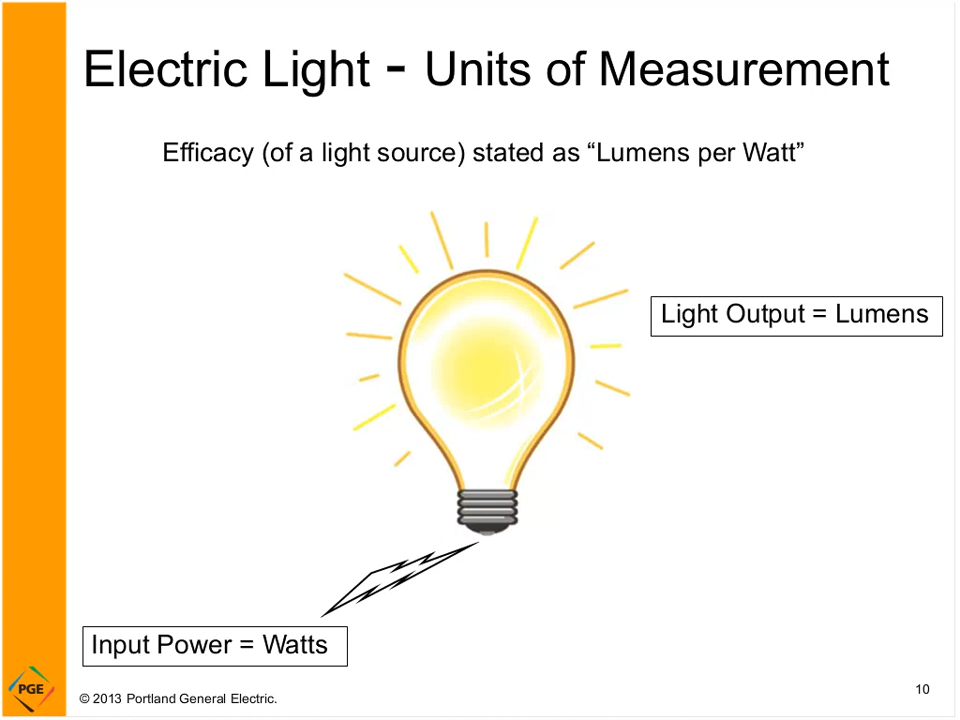 Electric Light - Units of Measurement
Efficacy (of a light source) stated as “Lumens per Watt”
Light Output = Lumens
Input Power = Watts
PGE
© 2013 Portland General Electric.
10